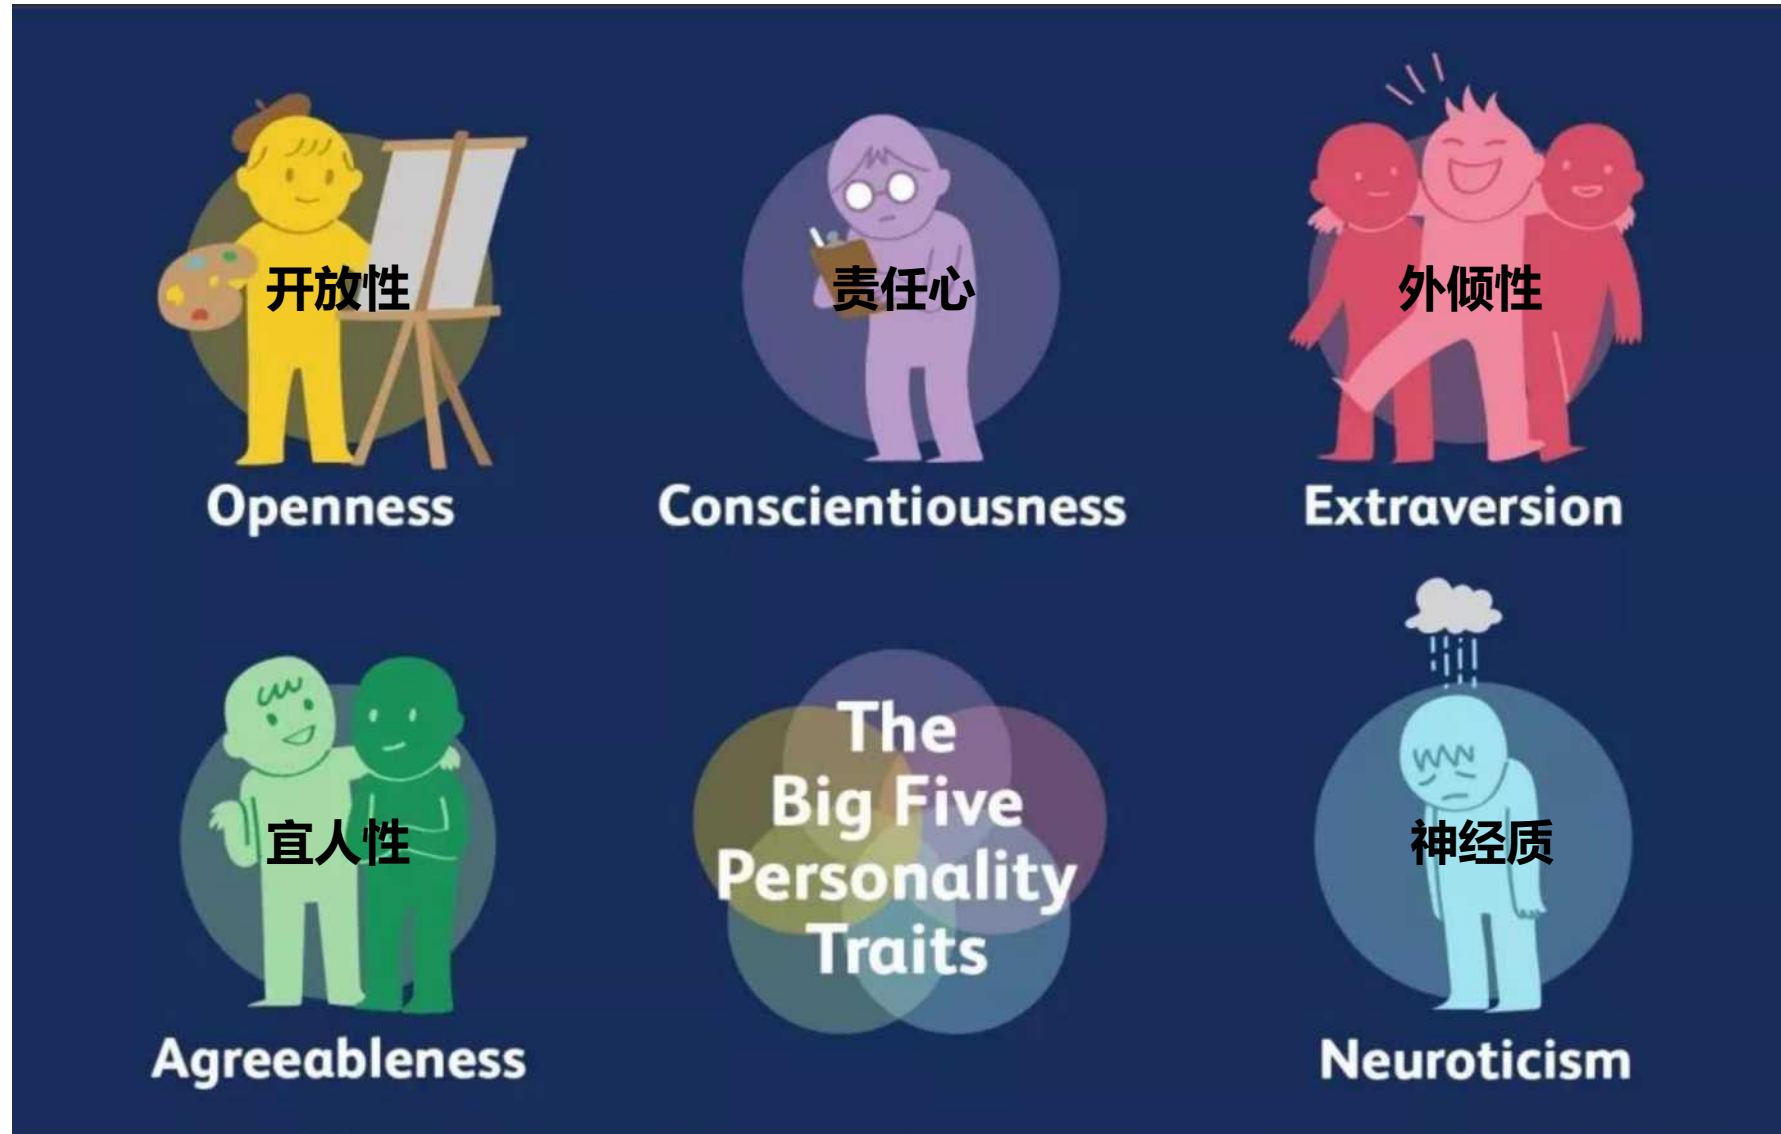 开放性
Openness
责任心
Conscientiousness
外倾性
Extraversion
宜人性
Agreeableness
The
Big Five
Personality
Traits
神经质
Neuroticism